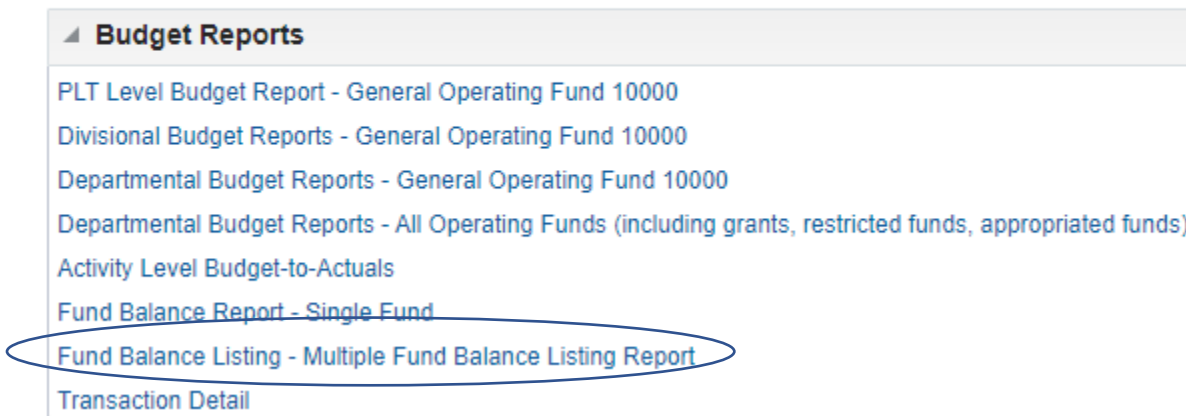 Budget Reports
PLT Level Budget Report - General Operating Fund 10000
Divisional Budget Reports - General Operating Fund 10000
Departmental Budget Reports - General Operating Fund 10000
Departmental Budget Reports - All Operating Funds (including grants, restricted funds, appropriated funds)
Activity Level Budget-to-Actuals
Fund Balance Report - Single Fund
Fund Balance Listing - Multiple Fund Balance Listing Report
Transaction Detail